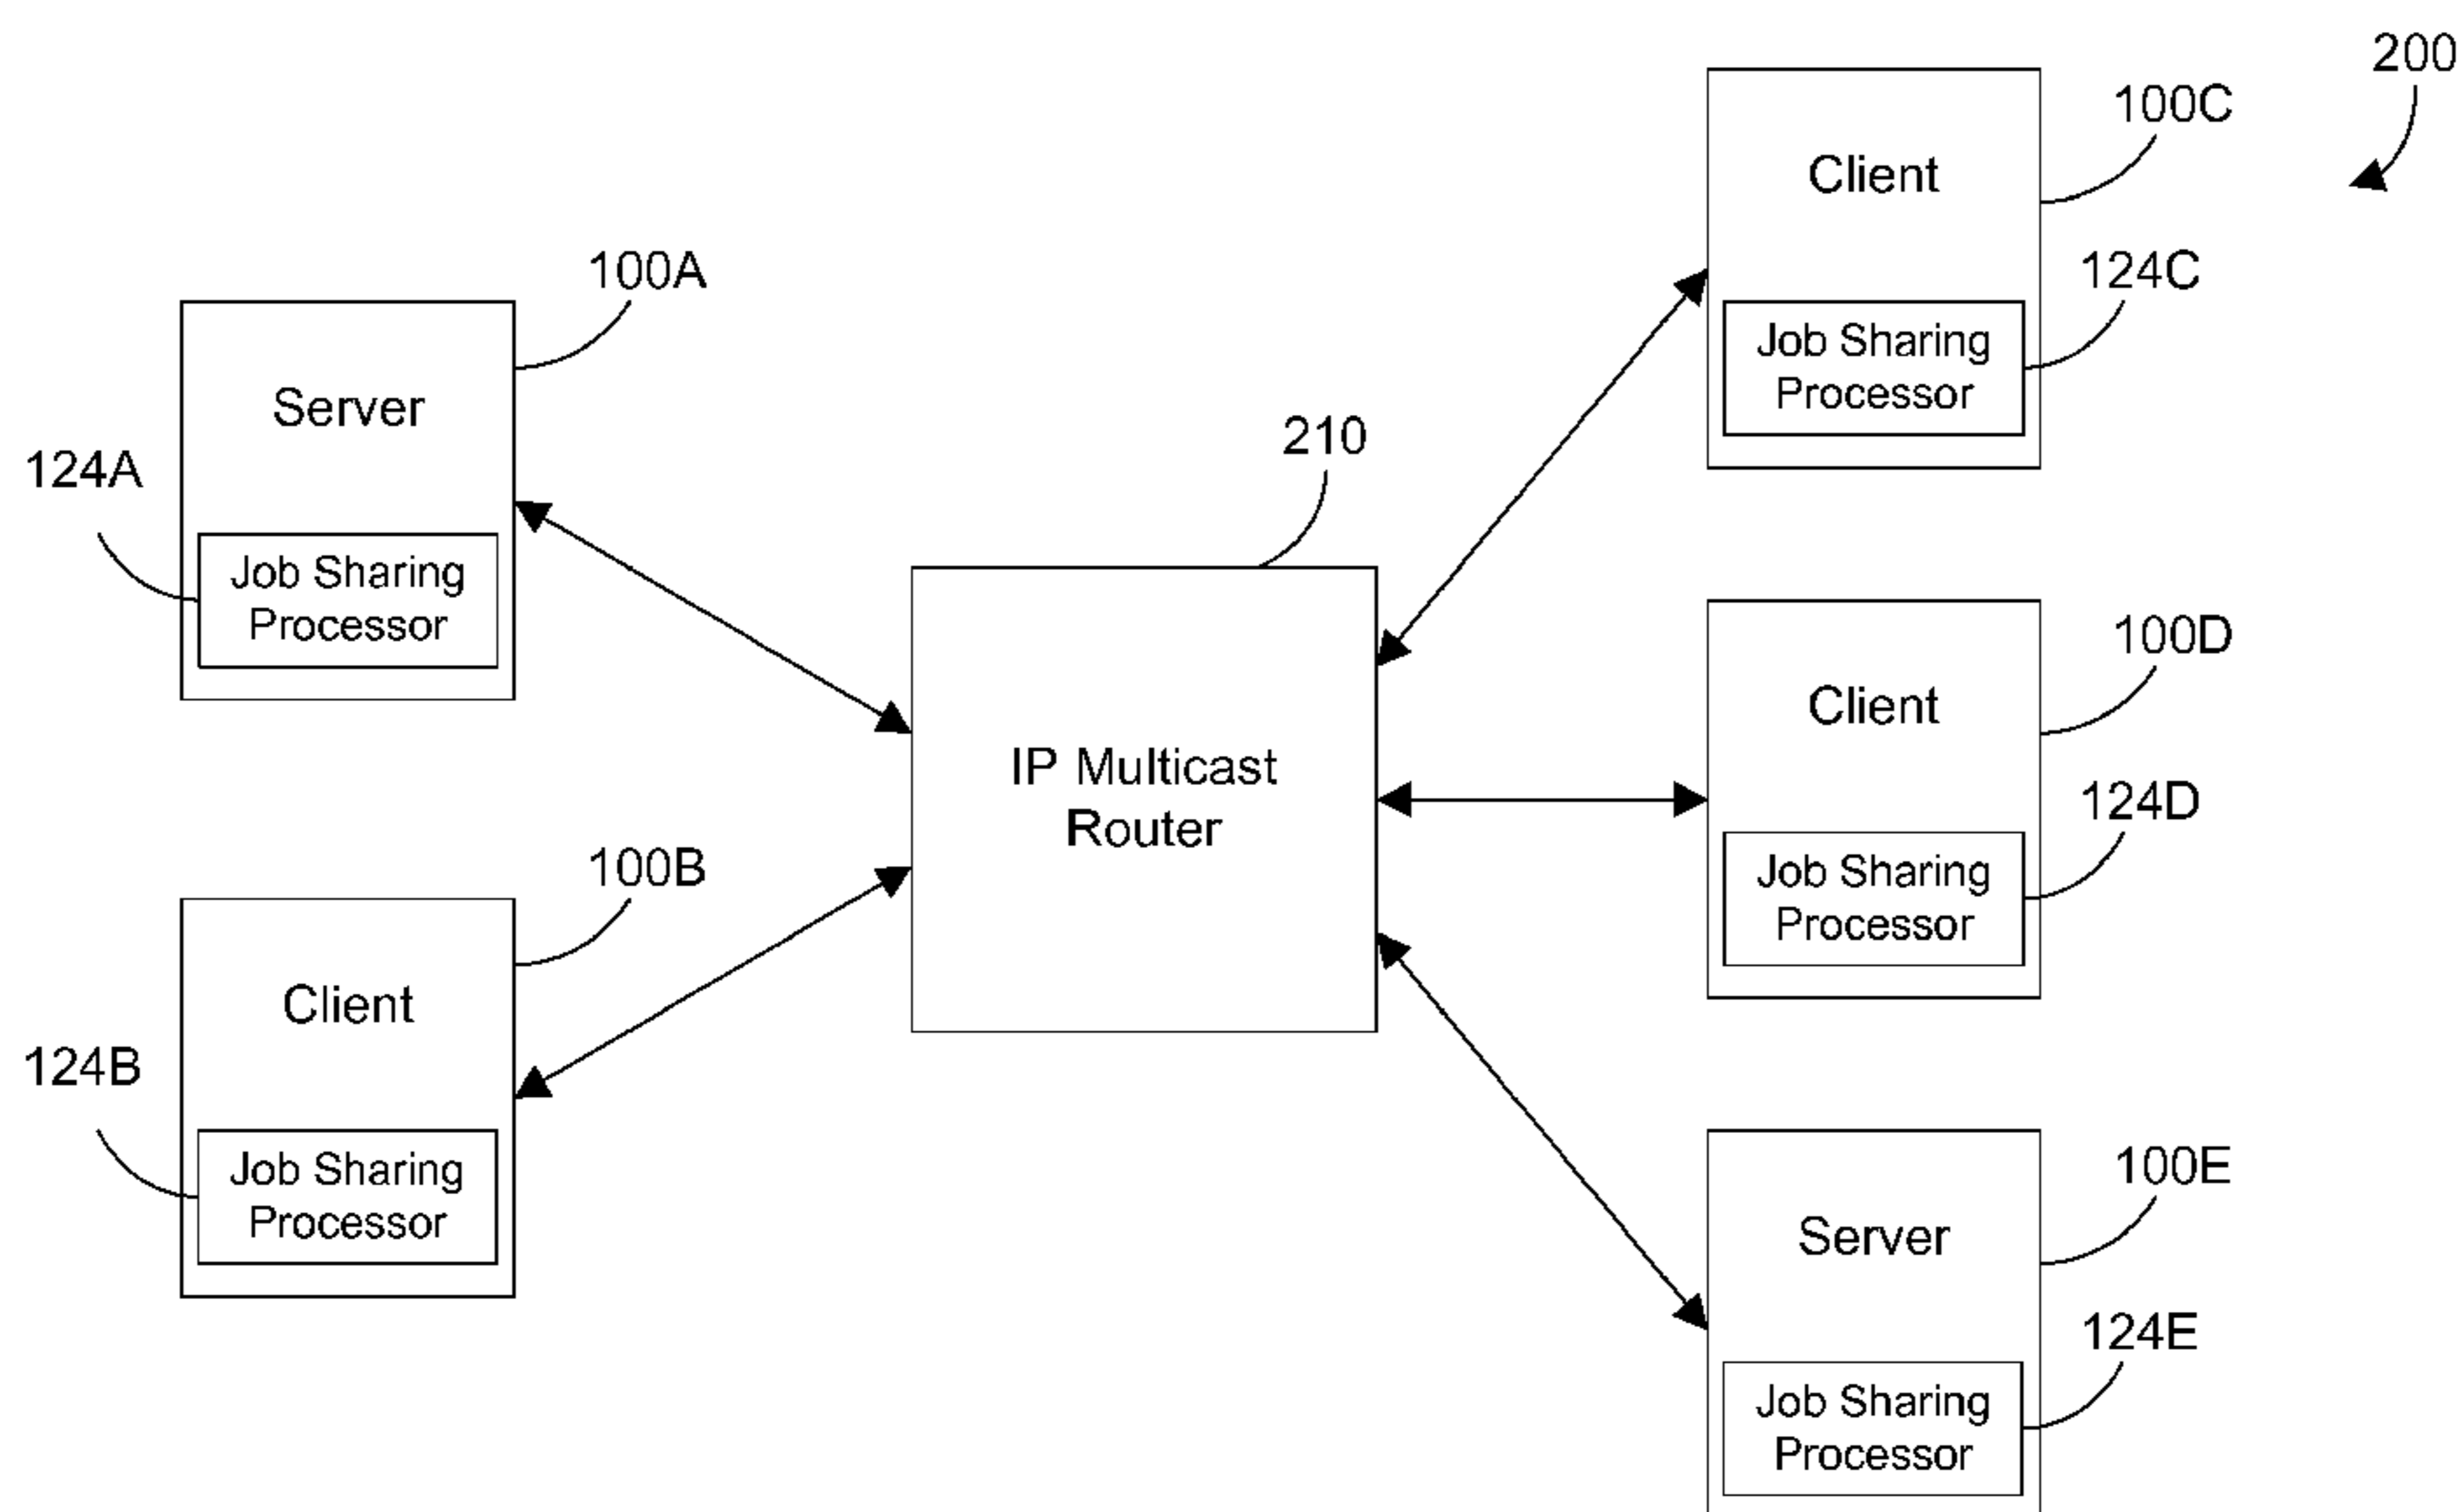 200
100C
Client
124C
Job Sharing
Processor
100A
Server
124A
Job Sharing
Processor
210
IP Multicast
Router
100D
Client
124D
Job Sharing
Processor
100B
Client
124B
Job Sharing
Processor
100E
Server
124E
Job Sharing
Processor